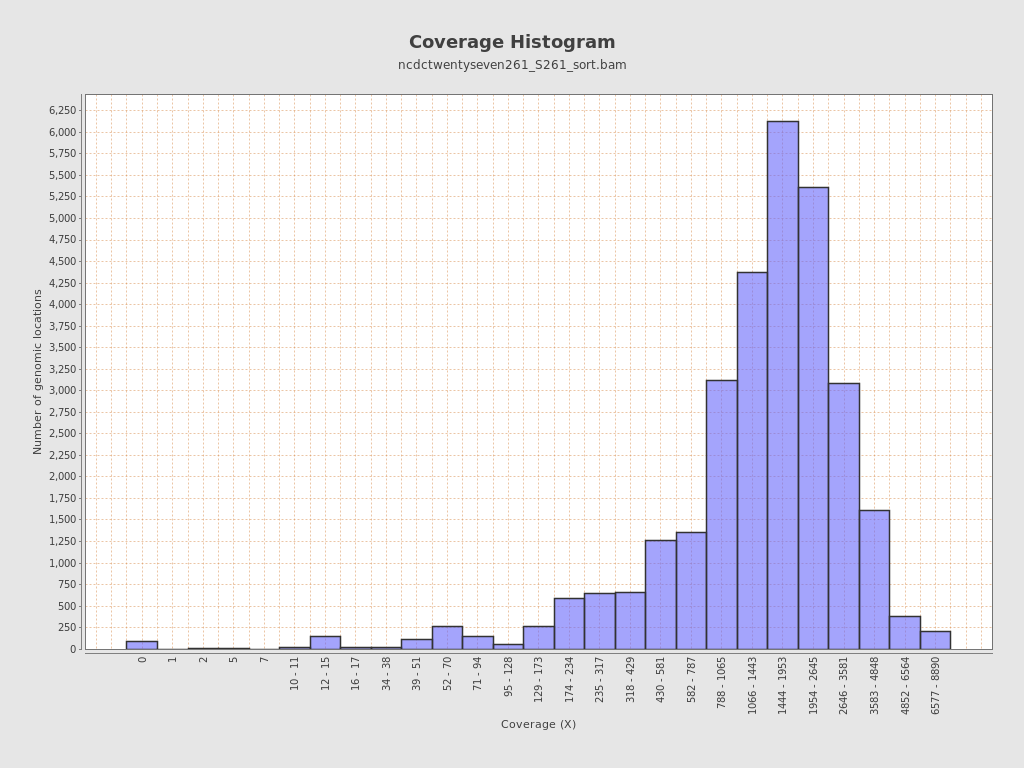 Coverage Histogram
ncdctwentyseven261_S261_sort.bam
6,250
6,000
5,750
5,500
5,250
5,000
4,750
4,500
4,250
4,000
3,750
3,500
3,250
3,000
2,750
2,500
2,250
2,000
1,750
1,500
1,250
1,000
750
500
250
0
Number of genomic locations
0
1
2
5
7
10 - 11
12 - 15
16 - 17
34 - 38
39 - 51
52 - 70
71 - 94
95 - 128
129 - 173
174 - 234
235 - 317
318 - 429
430 - 581
582 - 787
788 - 1065
1066 - 1443
1444 - 1953
1954 - 2645
2646 - 3581
3583 - 4848
4852 - 6564
6577 - 8890
Coverage (X)